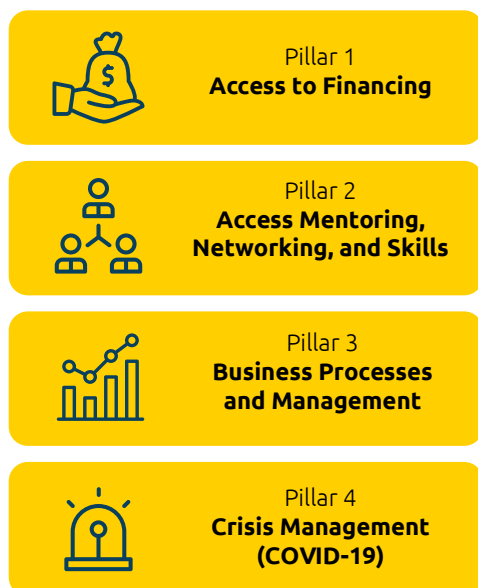 $
Pillar 1
Access to Financing
Pillar 2
Access Mentoring,
Networking, and Skills
Pillar 3
Business Processes
and Management
Pillar 4
Crisis Management
(COVID-19)